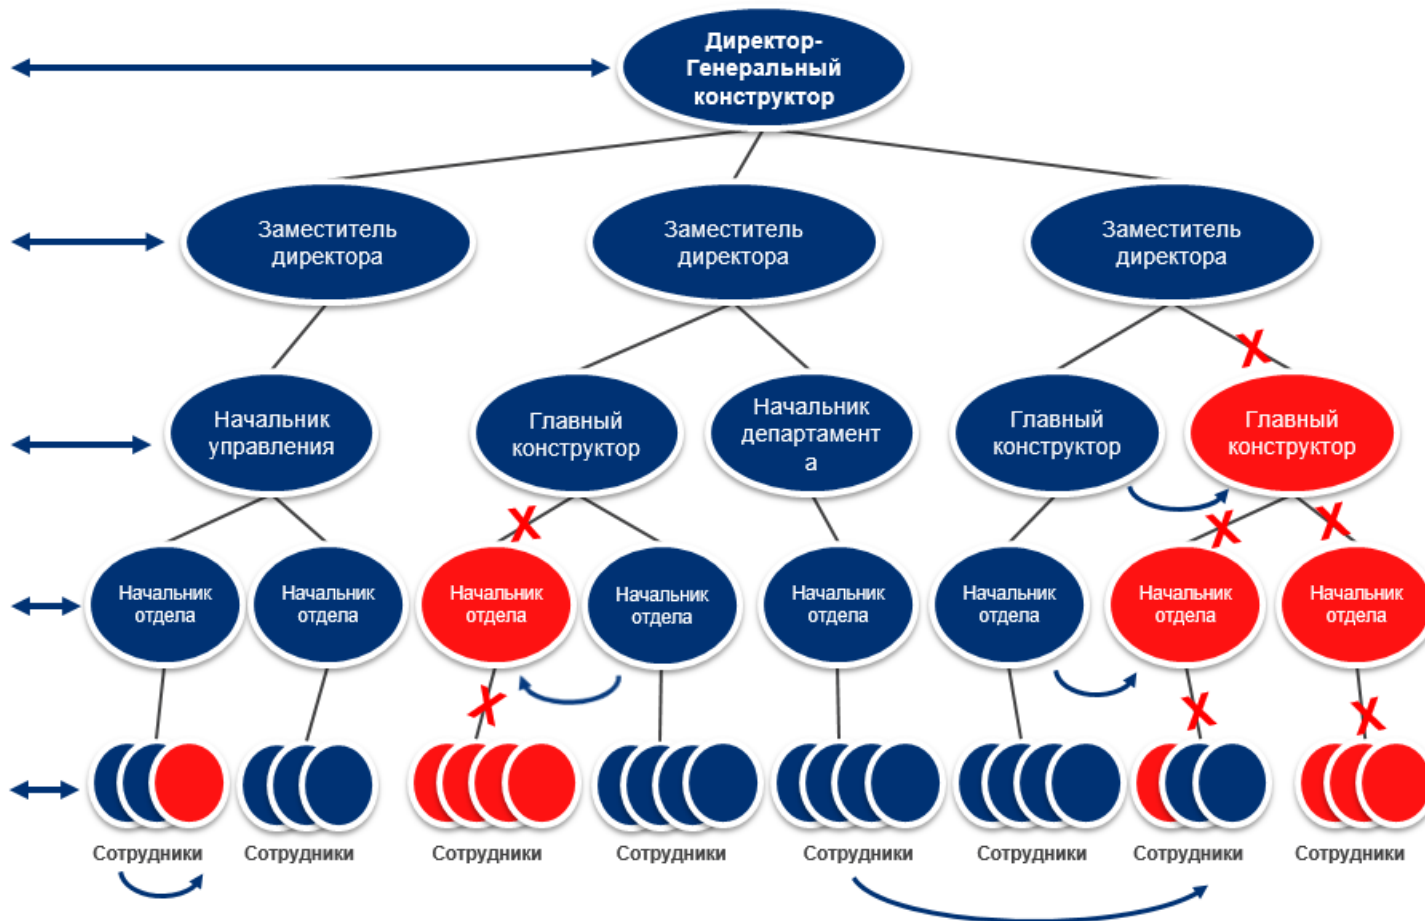 Директор-
Генеральный
конструктор
Заместитель
директора
Заместитель
директора
Заместитель
директора
Начальник
управления
Главный
конструктор
Начальник
департамент
а
Главный
конструктор
Главный
конструктор
Начальник
отдела
Начальник
отдела
Начальник
отдела
Начальник
отдела
Начальник
отдела
Начальник
отдела
Начальник
отдела
Начальник
отдела
Сотрудники
Сотрудники
Сотрудники
Сотрудники
Сотрудники
Сотрудники
Сотрудники
Сотрудники